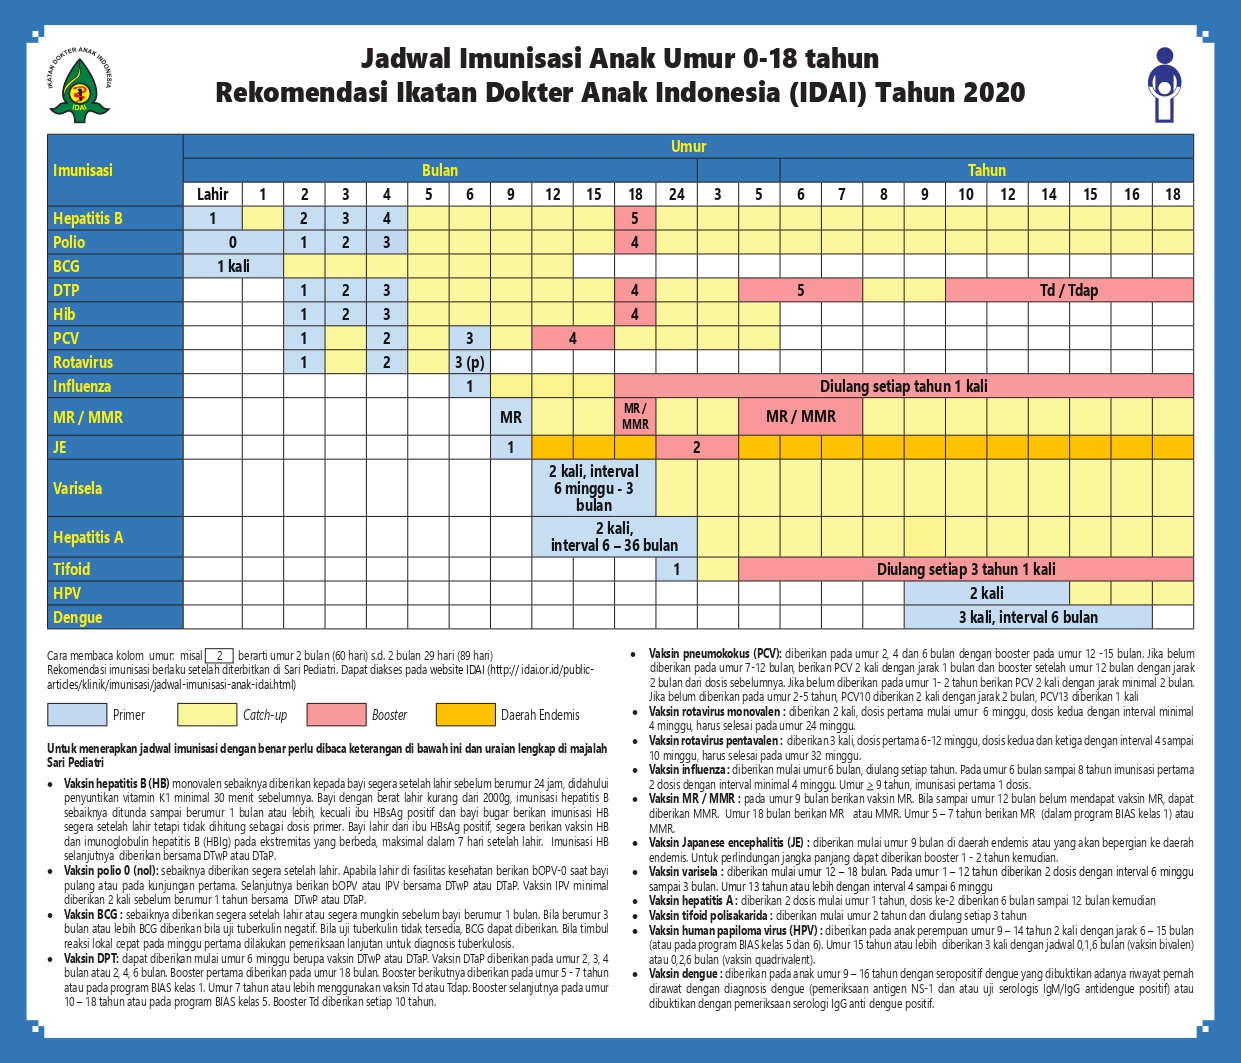 IKATAN DOKTER ANAK INDONESIA
IDAI
Jadwal Imunisasi Anak Umur 0-18 tahun
Rekomendasi Ikatan Dokter Anak Indonesia (IDAI) Tahun 2020
Imunisasi
Umur
Bulan Tahun
Lahir 1 2 3 4 5 6 9 12 15 18 24 3 5 6 7 8 9 10 12 14 15 16 18
Hepatitis B 1 2 3 4 5
Polio 0 1 2 3 4
BCG 1 kali
DTP 1 2 3 4 5 Td / Tdap
Hib 1 2 3 4
PCV 1 2 3 4
Rotavirus 1 2 3 (p)
Influenza 1 Diulang setiap tahun 1 kali
MR / MMR MR MR / MMR MR / MMR
JE 1 2
Varisela 2 kali, interval
6 minggu - 3
bulan
Hepatitis A 2 kali,
interval 6 – 36 bulan
Tifoid 1 Diulang setiap 3 tahun 1 kali
HPV 2 kali
Dengue 3 kali, interval 6 bulan
Cara membaca kolom umur: misal 2 berarti umur 2 bulan (60 hari) s.d. 2 bulan 29 hari (89 hari)
Rekomendasi imunisasi berlaku setelah diterbitkan di Sari Pediatri. Dapat diakses pada website IDAI (http:// idai.or.id/public-
articles/klinik/imunisasi/jadwal-imunisasi-anak-idai.html)
Primer Catch-up Booster Daerah Endemis
Untuk menerapkan jadwal imunisasi dengan benar perlu dibaca keterangan di bawah ini dan uraian lengkap di majalah
Sari Pediatri
• Vaksin hepatitis B (HB) monovalen sebaiknya diberikan kepada bayi segera setelah lahir sebelum berumur 24 jam, didahului
penyuntikan vitamin K1 minimal 30 menit sebelumnya. Bayi dengan berat lahir kurang dari 2000g, imunisasi hepatitis B
sebaiknya ditunda sampai berumur 1 bulan atau lebih, kecuali ibu HBsAg positif dan bayi bugar berikan imunisasi HB
segera setelah lahir tetapi tidak dihitung sebagai dosis primer. Bayi lahir dari ibu HBsAg positif, segera berikan vaksin HB
dan imunoglobulin hepatitis B (HBIg) pada ekstremitas yang berbeda, maksimal dalam 7 hari setelah lahir. Imunisasi HB
selanjutnya diberikan bersama DTwP atau DTaP.
• Vaksin polio 0 (nol): sebaiknya diberikan segera setelah lahir. Apabila lahir di fasilitas kesehatan berikan bOPV-0 saat bayi
pulang atau pada kunjungan pertama. Selanjutnya berikan bOPV atau IPV bersama DTwP atau DTaP. Vaksin IPV minimal
diberikan 2 kali sebelum berumur 1 tahun bersama DTwP atau DTaP.
• Vaksin BCG : sebaiknya diberikan segera setelah lahir atau segera mungkin sebelum bayi berumur 1 bulan. Bila berumur 3
bulan atau lebih BCG diberikan bila uji tuberkulin negatif. Bila uji tuberkulin tidak tersedia, BCG dapat diberikan. Bila timbul
reaksi lokal cepat pada minggu pertama dilakukan pemeriksaan lanjutan untuk diagnosis tuberkulosis.
• Vaksin DPT: dapat diberikan mulai umur 6 minggu berupa vaksin DTwP atau DTaP. Vaksin DTaP diberikan pada umur 2, 3, 4
bulan atau 2, 4, 6 bulan. Booster pertama diberikan pada umur 18 bulan. Booster berikutnya diberikan pada umur 5 - 7 tahun
atau pada program BIAS kelas 1. Umur 7 tahun atau lebih menggunakan vaksin Td atau Tdap. Booster selanjutnya pada umur
10 – 18 tahun atau pada program BIAS kelas 5. Booster Td diberikan setiap 10 tahun.
• Vaksin pneumokokus (PCV): diberikan pada umur 2, 4 dan 6 bulan dengan booster pada umur 12 -15 bulan. Jika belum
diberikan pada umur 7-12 bulan, berikan PCV 2 kali dengan jarak 1 bulan dan booster setelah umur 12 bulan dengan jarak
2 bulan dari dosis sebelumnya. Jika belum diberikan pada umur 1- 2 tahun berikan PCV 2 kali dengan jarak minimal 2 bulan.
Jika belum diberikan pada umur 2-5 tahun, PCV10 diberikan 2 kali dengan jarak 2 bulan, PCV13 diberikan 1 kali
• Vaksin rotavirus monovalen : diberikan 2 kali, dosis pertama mulai umur 6 minggu, dosis kedua dengan interval minimal
4 minggu, harus selesai pada umur 24 minggu.
• Vaksin rotavirus pentavalen : diberikan 3 kali, dosis pertama 6-12 minggu, dosis kedua dan ketiga dengan interval 4 sampai
10 minggu, harus selesai pada umur 32 minggu.
• Vaksin influenza : diberikan mulai umur 6 bulan, diulang setiap tahun. Pada umur 6 bulan sampai 8 tahun imunisasi pertama
2 dosis dengan interval minimal 4 minggu. Umur ≥ 9 tahun, imunisasi pertama 1 dosis.
• Vaksin MR / MMR : pada umur 9 bulan berikan vaksin MR. Bila sampai umur 12 bulan belum mendapat vaksin MR, dapat
diberikan MMR. Umur 18 bulan berikan MR atau MMR. Umur 5 – 7 tahun berikan MR (dalam program BIAS kelas 1) atau
MMR.
• Vaksin Japanese encephalitis (JE) : diberikan mulai umur 9 bulan di daerah endemis atau yang akan bepergian ke daerah
endemis. Untuk perlindungan jangka panjang dapat diberikan booster 1 - 2 tahun kemudian.
• Vaksin varisela : diberikan mulai umur 12 – 18 bulan. Pada umur 1 – 12 tahun diberikan 2 dosis dengan interval 6 minggu
sampai 3 bulan. Umur 13 tahun atau lebih dengan interval 4 sampai 6 minggu
• Vaksin hepatitis A : diberikan 2 dosis mulai umur 1 tahun, dosis ke-2 diberikan 6 bulan sampai 12 bulan kemudian
• Vaksin tifoid polisakarida : diberikan mulai umur 2 tahun dan diulang setiap 3 tahun
• Vaksin human papiloma virus (HPV) : diberikan pada anak perempuan umur 9 – 14 tahun 2 kali dengan jarak 6 – 15 bulan
(atau pada program BIAS kelas 5 dan 6). Umur 15 tahun atau lebih diberikan 3 kali dengan jadwal 0,1,6 bulan (vaksin bivalen)
atau 0,2,6 bulan (vaksin quadrivalent).
• Vaksin dengue : diberikan pada anak umur 9 – 16 tahun dengan seropositif dengue yang dibuktikan adanya riwayat pernah
dirawat dengan diagnosis dengue (pemeriksaan antigen NS-1 dan atau uji serologis IgM/IgG antidengue positif) atau
dibuktikan dengan pemeriksaan serologi IgG anti dengue positif.